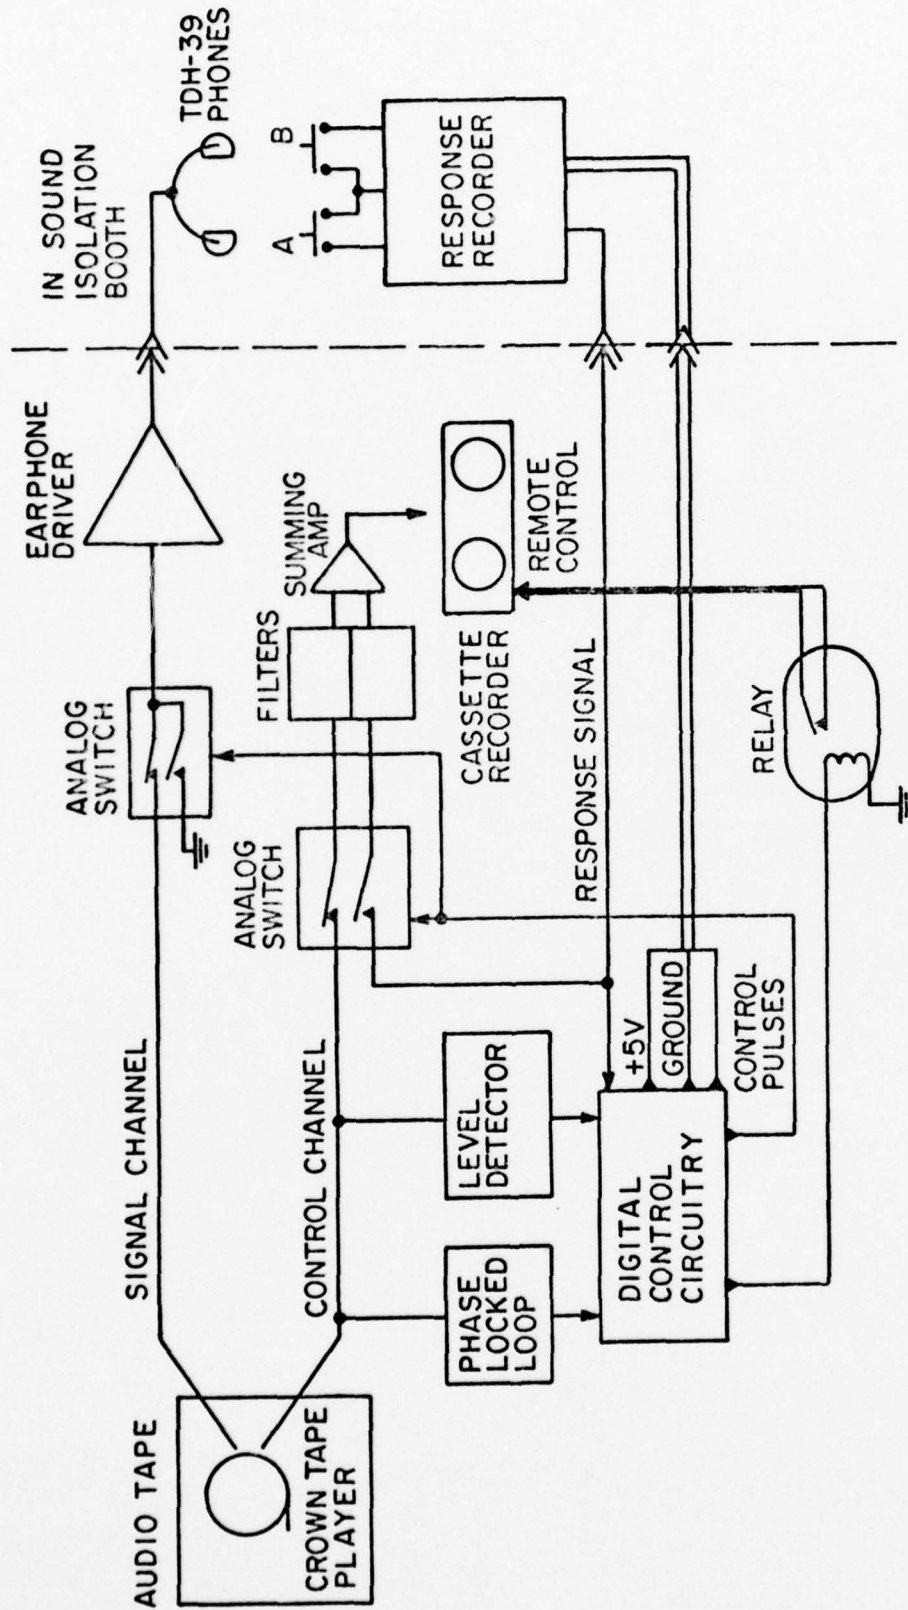 AUDIO TAPE
CROWN TAPE
PLAYER
SIGNAL CHANNEL
CONTROL CHANNEL
PHASE
LOCKED
LOOP
LEVEL
DETECTOR
DIGITAL
CONTROL
CIRCUITRY
+5V
GROUND
CONTROL
PULSES
ANALOG
SWITCH
ANALOG
SWITCH
FILTERS
SUMMING
AMP
EARPHONE
DRIVER
CASSETTE
RECORDER
REMOTE
CONTROL
RESPONSE SIGNAL
RELAY
IN SOUND
ISOLATION
BOOTH
TDH-39
PHONES
A
B
RESPONSE
RECORDER